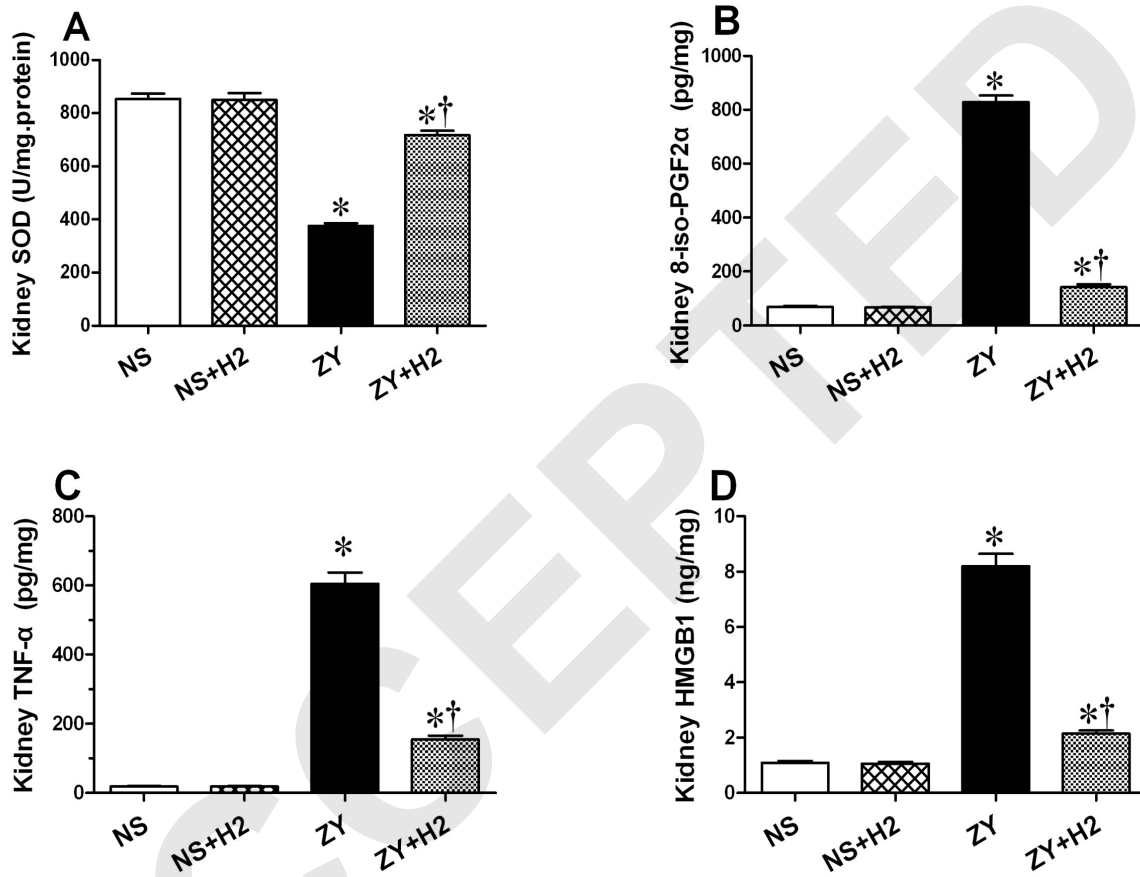 A
Kidney SOD (U/mg.protein)
1000
800
600
400
200
0
*
*†
NS
NS+H2
ZY
ZY+H2
B
Kidney 8-iso-PGF2α (pg/mg)
1000
800
600
400
200
0
*
*†
NS
NS+H2
ZY
ZY+H2
C
Kidney TNF-α (pg/mg)
800
600
400
200
0
*
*†
NS
NS+H2
ZY
ZY+H2
D
Kidney HMGB1 (ng/mg)
10
8
6
4
2
0
*
*†
NS
NS+H2
ZY
ZY+H2
CCEPTED